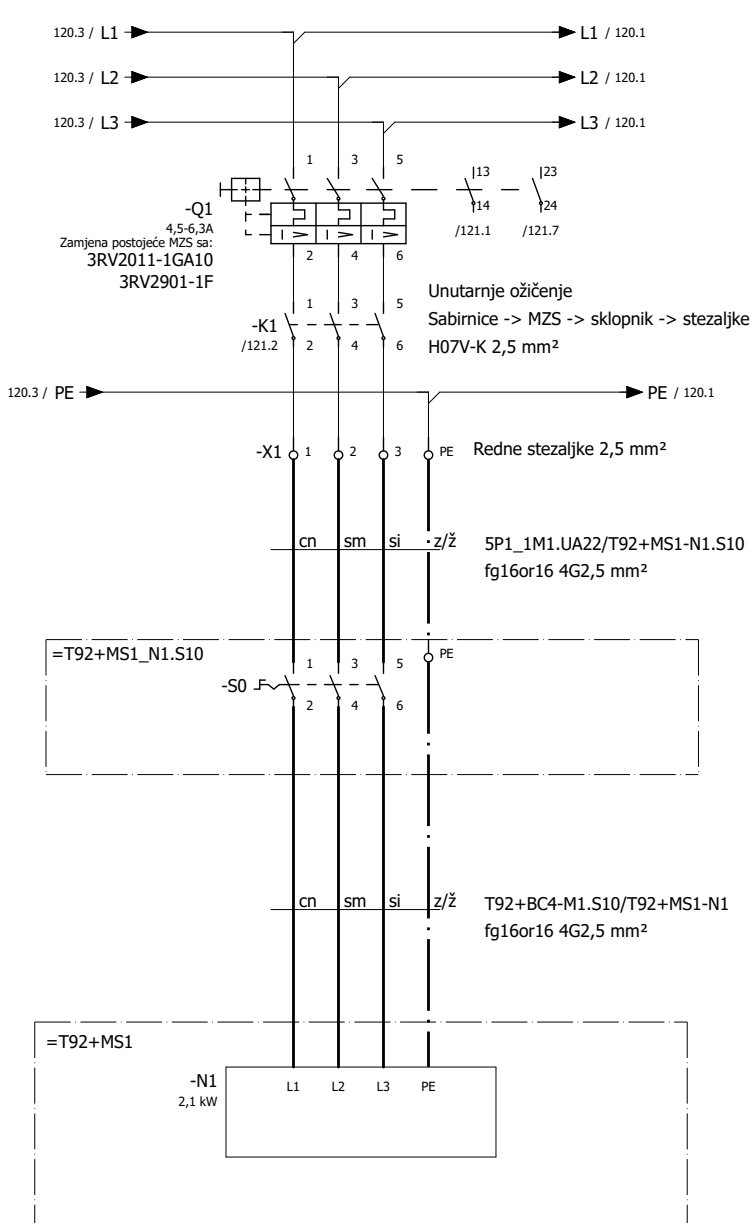 120.3 / L1
L1 / 120.1
120.3 / L2
L2 / 120.1
120.3 / L3
L3 / 120.1
1 3 5
13 23
-Q1
14 24
4,5-6,3A
/121.1 /121.7
Zamjena postojeće MZS sa:
3RV2011-1GA10
3RV2901-1F
I > I > I >
2 4 6
Unutarnje ožičenje
Sabirnice -> MZS -> sklopnik -> stezaljke
H07V-K 2,5 mm²
1 3 5
-K1
/121.2
2 4 6
120.3 / PE
PE / 120.1
-X1 1 2 3 PE
Redne stezaljke 2,5 mm²
cn sm si z/ž
5P1_1M1.UA22/T92+MS1-N1.S10
fg16or16 4G2,5 mm²
=T92+MS1_N1.S10
1 3 5 PE
-S0
2 4 6
cn sm si z/ž
T92+BC4-M1.S10/T92+MS1-N1
fg16or16 4G2,5 mm²
=T92+MS1
-N1
2,1 kW
L1 L2 L3 PE